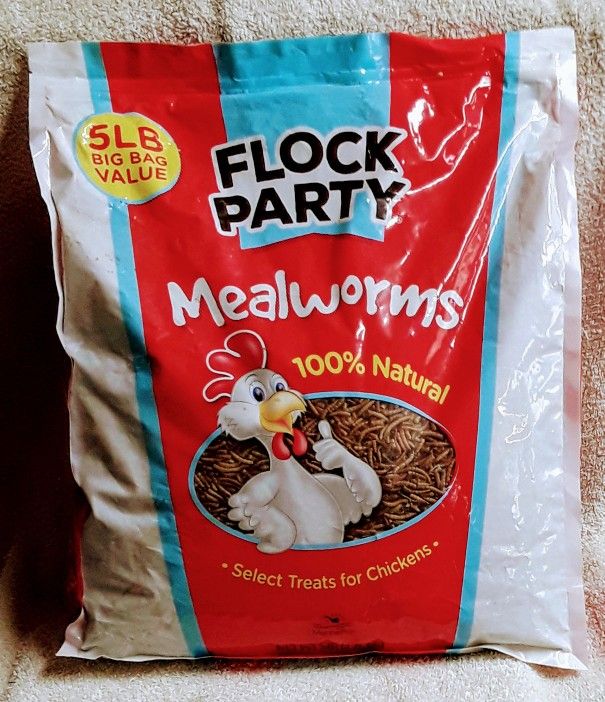 5LB
BIG BAG
VALUE
FLOCK
PARTY
Mealworms
100% Natural
• Select Treats for Chickens •